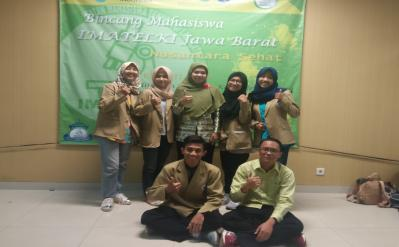 Bincang Mahasiswa
IMATELKI Jawa Barat
Nusantara Sehat